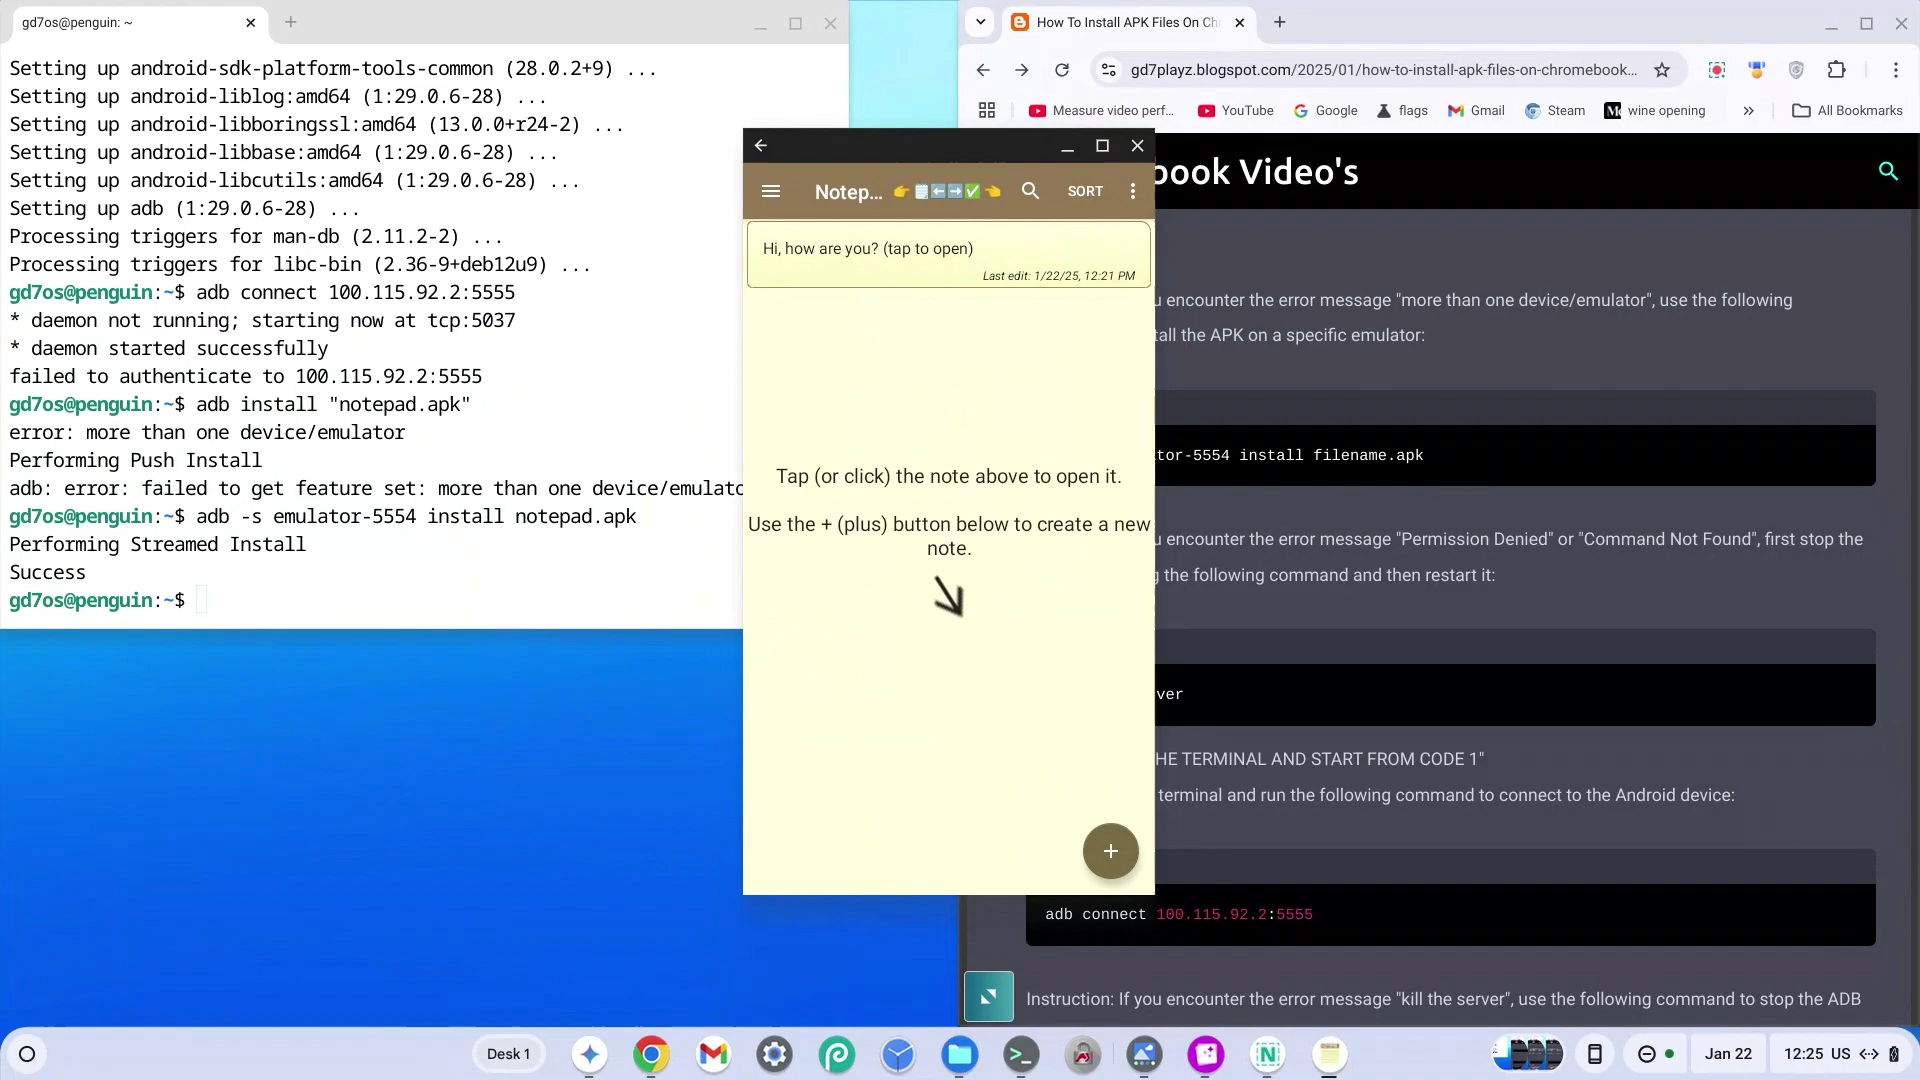 gd7os@penguin: ~
Setting up android-sdk-platform-tools-common (28.0.2+9) ...
Setting up android-liblog:amd64 (1:29.0.6-28) ...
Setting up android-libboringssl:amd64 (13.0.0+r24-2) ...
Setting up android-libbase:amd64 (1:29.0.6-28) ...
Setting up android-libcutils:amd64 (1:29.0.6-28) ...
Setting up adb (1:29.0.6-28) ...
Processing triggers for man-db (2.11.2-2) ...
Processing triggers for libc-bin (2.36-9+deb12u9) ...
gd7os@penguin:~$ adb connect 100.115.92.2:5555
* daemon not running; starting now at tcp:5037
* daemon started successfully
failed to authenticate to 100.115.92.2:5555
gd7os@penguin:~$ adb install "notepad.apk"
error: more than one device/emulator
Performing Push Install
adb: error: failed to get feature set: more than one device/emulato
gd7os@penguin:~$ adb -s emulator-5554 install notepad.apk
Performing Streamed Install
Success
gd7os@penguin:~$
Notep... 👉🗒️⬅️➡️✅👈 SORT
Hi, how are you? (tap to open)
Last edit: 1/22/25, 12:21 PM
Tap (or click) the note above to open it.
Use the + (plus) button below to create a new
note.
How To Install APK Files On Ch
gd7playz.blogspot.com/2025/01/how-to-install-apk-files-on-chromebook...
Measure video perf... YouTube Google flags Gmail Steam wine opening » All Bookmarks
book Video's
u encounter the error message "more than one device/emulator", use the following
tall the APK on a specific emulator:
tor-5554 install filename.apk
u encounter the error message "Permission Denied" or "Command Not Found", first stop the
g the following command and then restart it:
ver
HE TERMINAL AND START FROM CODE 1"
terminal and run the following command to connect to the Android device:
adb connect 100.115.92.2:5555
Instruction: If you encounter the error message "kill the server", use the following command to stop the ADB
Desk 1
Jan 22
12:25 US